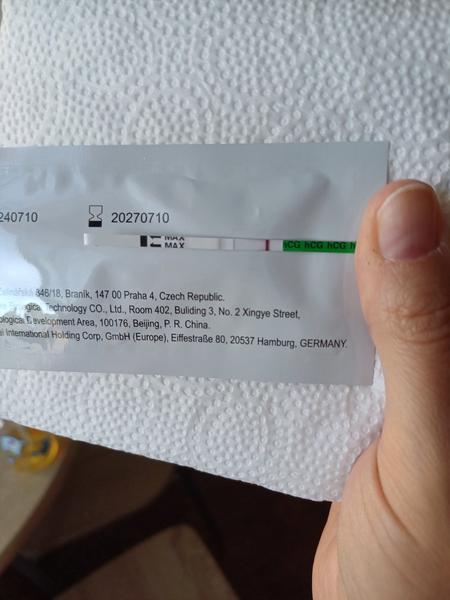 240710 20270710
MAX
MAX
hCG hCG hCG h
846/18, Braník, 147 00 Praha 4, Czech Republic.
Technology CO., Ltd., Room 402, Buliding 3, No. 2 Xingye Street,
ological Development Area, 100176, Beijing, P. R. China.
ai International Holding Corp, GmbH (Europe), Eiffestraße 80, 20537 Hamburg, GERMANY.